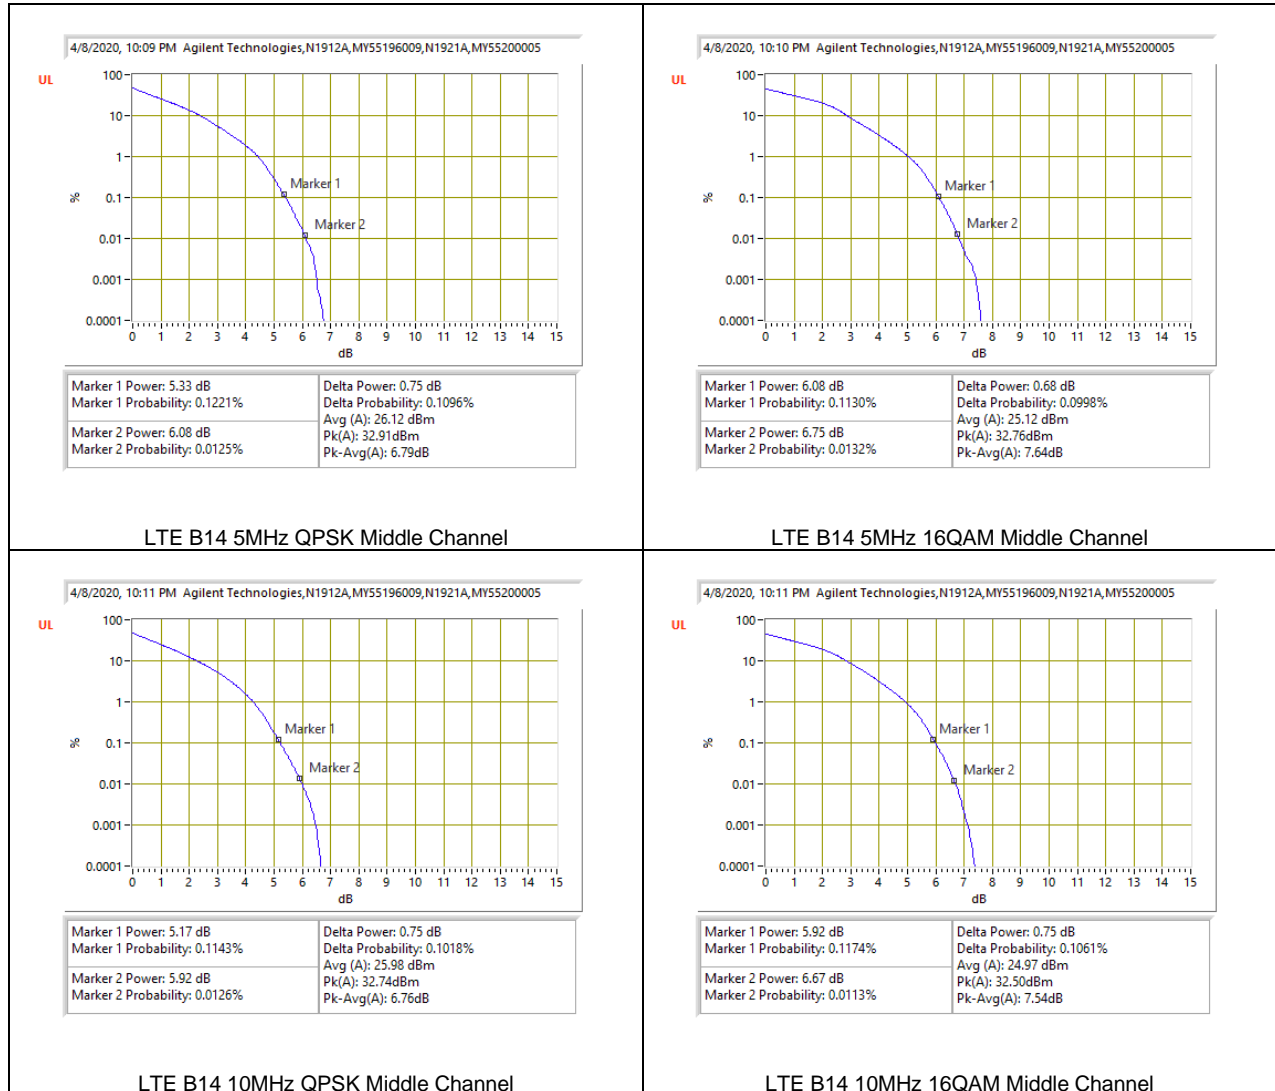 4/8/2020, 10:09 PM  Agilent Technologies,N1912A,MY55196009,N1921A,MY55200005
UL
100
10
1
0.1
0.01
0.001
0.0001
%
Marker 1
Marker 2
0 1 2 3 4 5 6 7 8 9 10 11 12 13 14 15
dB
Marker 1 Power: 5.33 dB
Marker 1 Probability: 0.1221%
Marker 2 Power: 6.08 dB
Marker 2 Probability: 0.0125%
Delta Power: 0.75 dB
Delta Probability: 0.1096%
Avg (A): 26.12 dBm
Pk(A): 32.91dBm
Pk-Avg(A): 6.79dB
LTE B14 5MHz QPSK Middle Channel
4/8/2020, 10:10 PM  Agilent Technologies,N1912A,MY55196009,N1921A,MY55200005
UL
100
10
1
0.1
0.01
0.001
0.0001
%
Marker 1
Marker 2
0 1 2 3 4 5 6 7 8 9 10 11 12 13 14 15
dB
Marker 1 Power: 6.08 dB
Marker 1 Probability: 0.1130%
Marker 2 Power: 6.75 dB
Marker 2 Probability: 0.0132%
Delta Power: 0.68 dB
Delta Probability: 0.0998%
Avg (A): 25.12 dBm
Pk(A): 32.76dBm
Pk-Avg(A): 7.64dB
LTE B14 5MHz 16QAM Middle Channel
4/8/2020, 10:11 PM  Agilent Technologies,N1912A,MY55196009,N1921A,MY55200005
UL
100
10
1
0.1
0.01
0.001
0.0001
%
Marker 1
Marker 2
0 1 2 3 4 5 6 7 8 9 10 11 12 13 14 15
dB
Marker 1 Power: 5.17 dB
Marker 1 Probability: 0.1143%
Marker 2 Power: 5.92 dB
Marker 2 Probability: 0.0126%
Delta Power: 0.75 dB
Delta Probability: 0.1018%
Avg (A): 25.98 dBm
Pk(A): 32.74dBm
Pk-Avg(A): 6.76dB
LTE B14 10MHz QPSK Middle Channel
4/8/2020, 10:11 PM  Agilent Technologies,N1912A,MY55196009,N1921A,MY55200005
UL
100
10
1
0.1
0.01
0.001
0.0001
%
Marker 1
Marker 2
0 1 2 3 4 5 6 7 8 9 10 11 12 13 14 15
dB
Marker 1 Power: 5.92 dB
Marker 1 Probability: 0.1174%
Marker 2 Power: 6.67 dB
Marker 2 Probability: 0.0113%
Delta Power: 0.75 dB
Delta Probability: 0.1061%
Avg (A): 24.97 dBm
Pk(A): 32.50dBm
Pk-Avg(A): 7.54dB
LTE B14 10MHz 16QAM Middle Channel